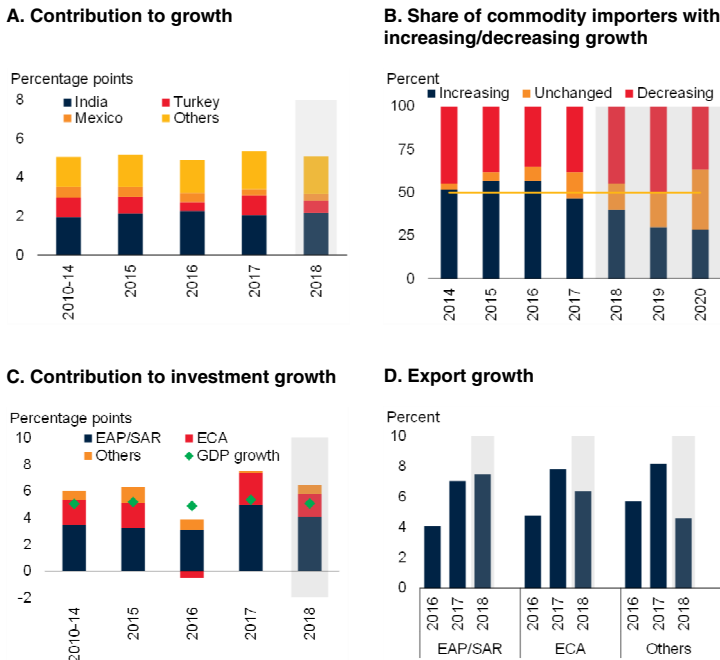 A. Contribution to growth
Percentage points
India
Turkey
Mexico
Others
8
6
4
2
0
2010-14
2015
2016
2017
2018
B. Share of commodity importers with
increasing/decreasing growth
Percent
Increasing
Unchanged
Decreasing
100
75
50
25
0
2014
2015
2016
2017
2018
2019
2020
C. Contribution to investment growth
Percentage points
EAP/SAR
ECA
Others
GDP growth
10
8
6
4
2
0
-2
2010-14
2015
2016
2017
2018
D. Export growth
Percent
10
8
6
4
2
0
2016
2017
2018
2016
2017
2018
2016
2017
2018
EAP/SAR
ECA
Others